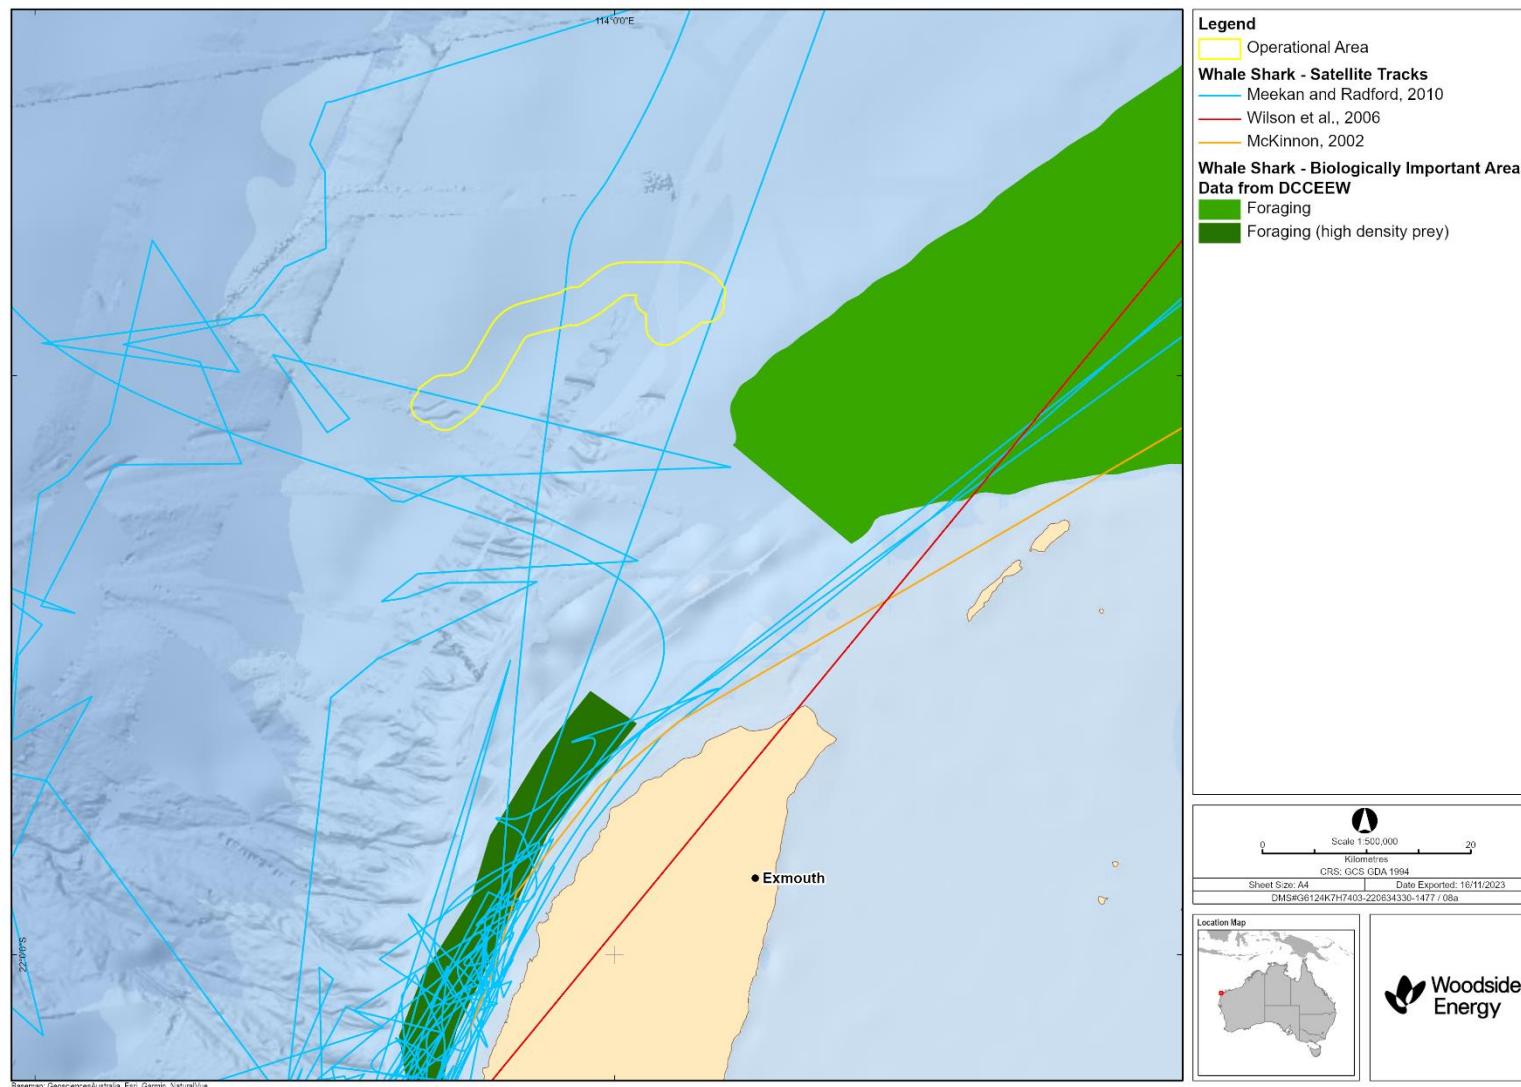 114°0'0"E
Exmouth
22°0'0"S
Basemap: GeosciencesAustralia, Esri, Garmin, NaturalVue
Legend
Operational Area
Whale Shark - Satellite Tracks
Meekan and Radford, 2010
Wilson et al., 2006
McKinnon, 2002
Whale Shark - Biologically Important Area
Data from DCCEEW
Foraging
Foraging (high density prey)
Scale 1:500,000
0 20
Kilometres
CRS: GCS GDA 1994
Sheet Size: A4 Date Exported: 16/11/2023
DMS#G6124K7H7403-220634330-1477 / 08a
Location Map
Woodside
Energy